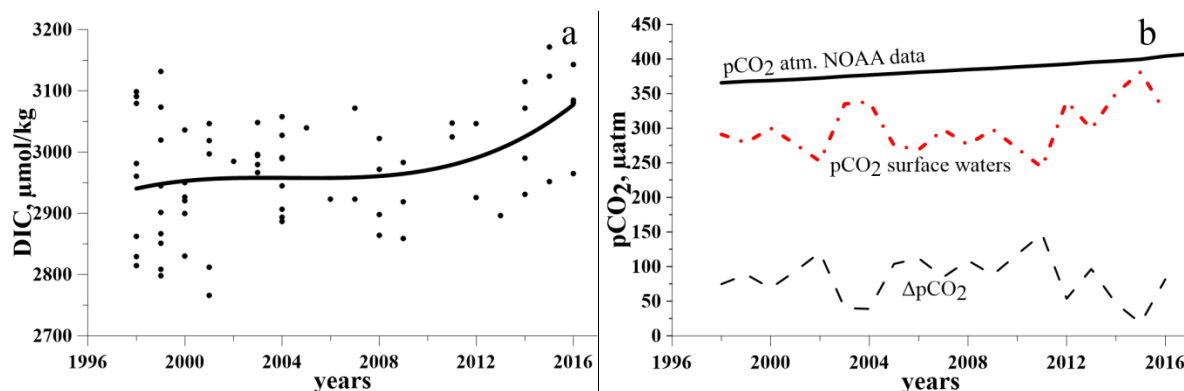 a
3200
3100
3000
2900
2800
2700
DIC, µmol/kg
1996 2000 2004 2008 2012 2016
years
b
450
400
350
300
250
200
150
100
50
0
pCO2, µatm
pCO2 atm. NOAA data
pCO2 surface waters
ΔpCO2
1996 2000 2004 2008 2012 2016
years